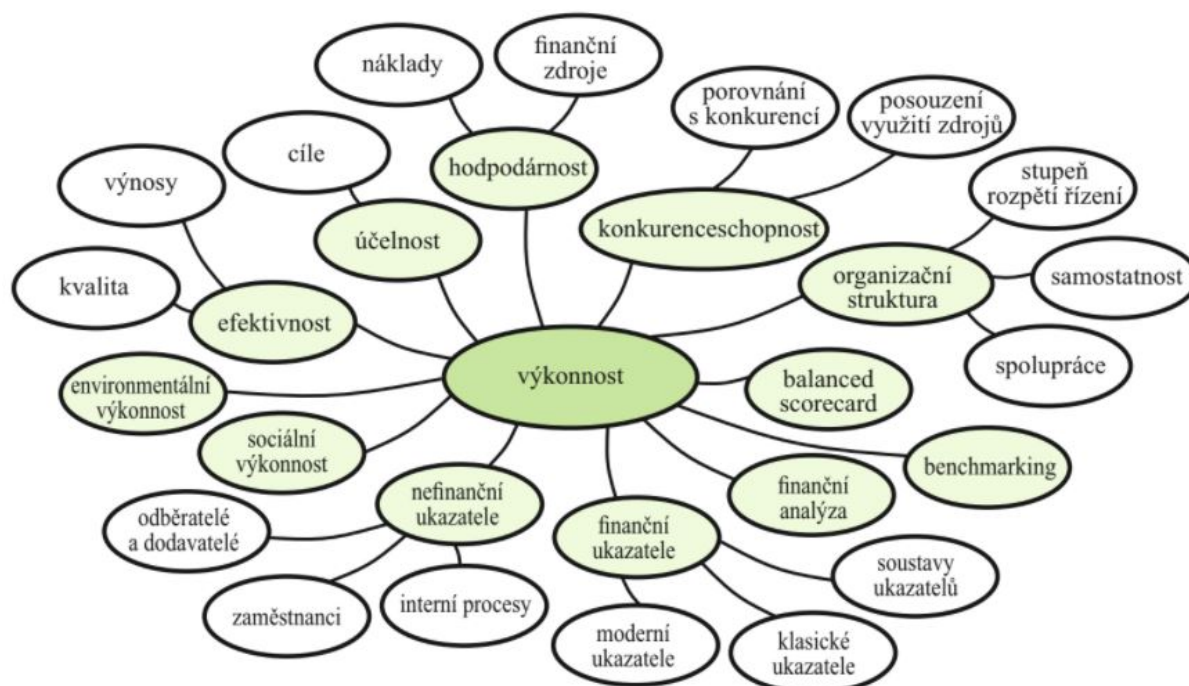 náklady
finanční
zdroje
porovnání
s konkurencí
posouzení
využití zdrojů
cíle
hodpodárnost
stupeň
rozpětí řízení
výnosy
účelnost
konkurenceschopnost
organizační
struktura
samostatnost
kvalita
efektivnost
spolupráce
výkonnost
environmentální
výkonnost
balanced
scorecard
sociální
výkonnost
benchmarking
nefinanční
ukazatele
finanční
analýza
odběratelé
a dodavatelé
finanční
ukazatele
soustavy
ukazatelů
zaměstnanci
interní procesy
moderní
ukazatele
klasické
ukazatele